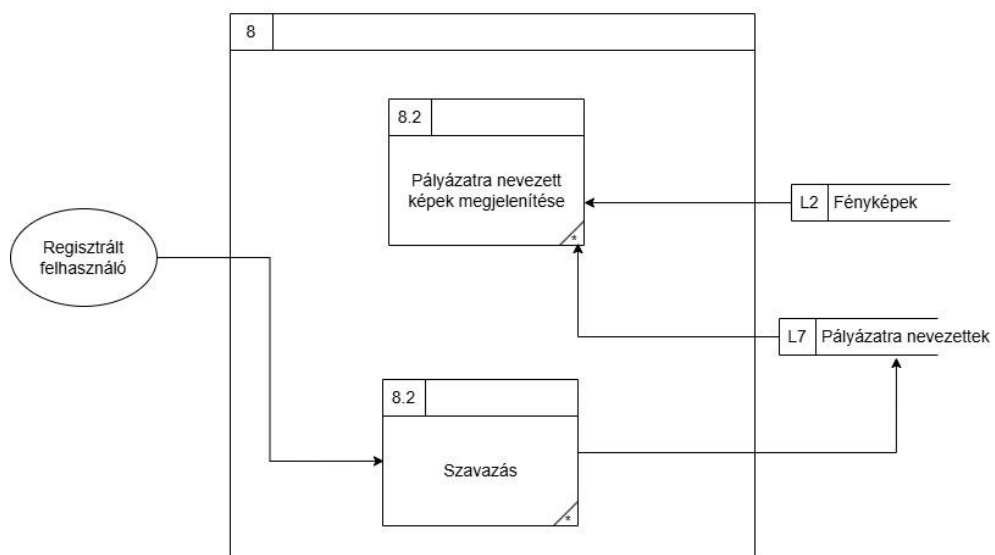 8
8.2
Pályázatra nevezett
képek megjelenítése
*
L2 Fényképek
Regisztrált
felhasználó
L7 Pályázatra nevezettek
8.2
Szavazás
*